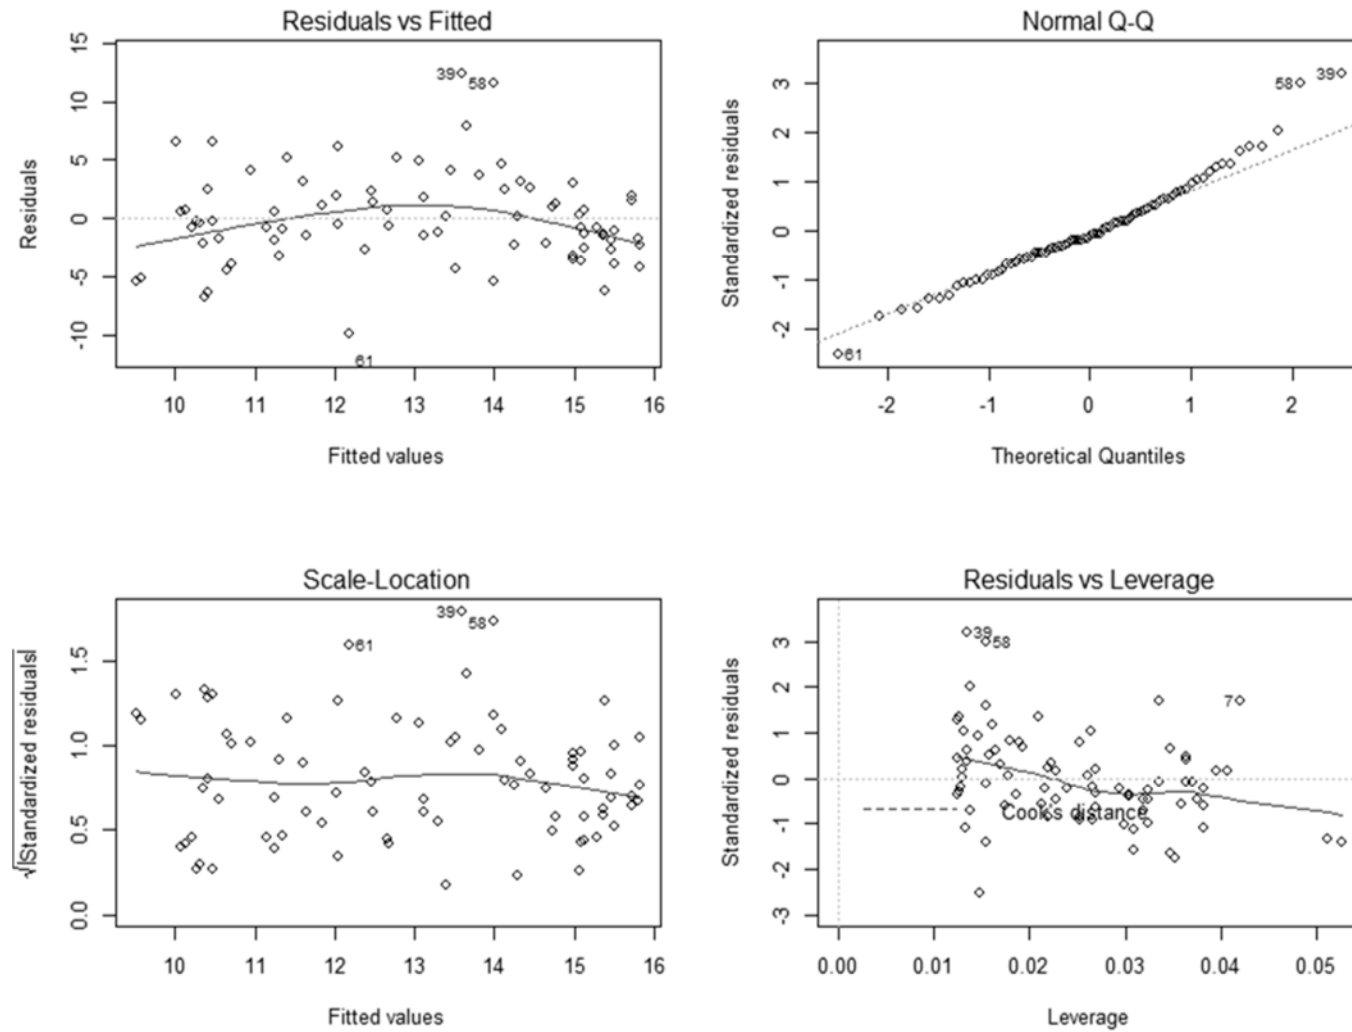 Residuals vs Fitted
Residuals
15
10
5
0
-5
-10
39
58
61
10 11 12 13 14 15 16
Fitted values
Normal Q-Q
Standardized residuals
3
2
1
0
-1
-2
58 39
61
-2 -1 0 1 2
Theoretical Quantiles
Scale-Location
√|Standardized residuals|
1.5
1.0
0.5
0.0
39
58
61
10 11 12 13 14 15 16
Fitted values
Residuals vs Leverage
Standardized residuals
3
2
1
0
-1
-2
-3
39
58
7
Cook's distance
0.00 0.01 0.02 0.03 0.04 0.05
Leverage